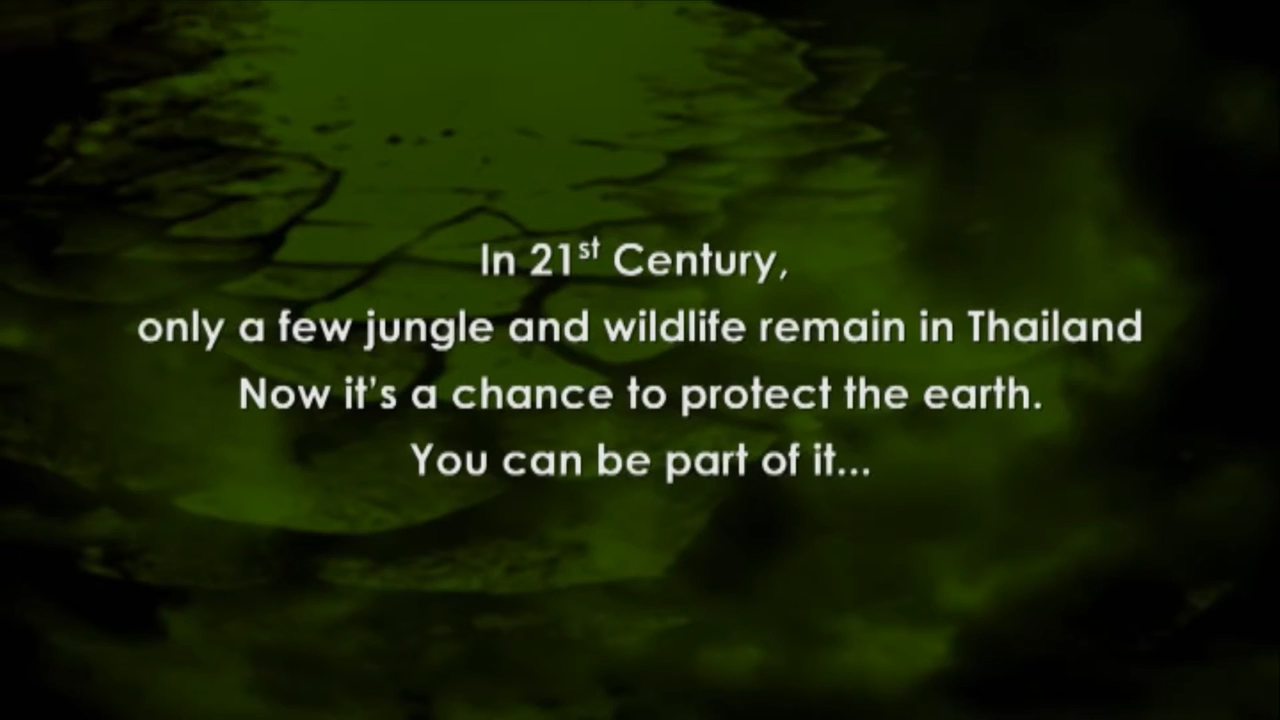 In 21st Century,
only a few jungle and wildlife remain in Thailand
Now it's a chance to protect the earth.
You can be part of it...